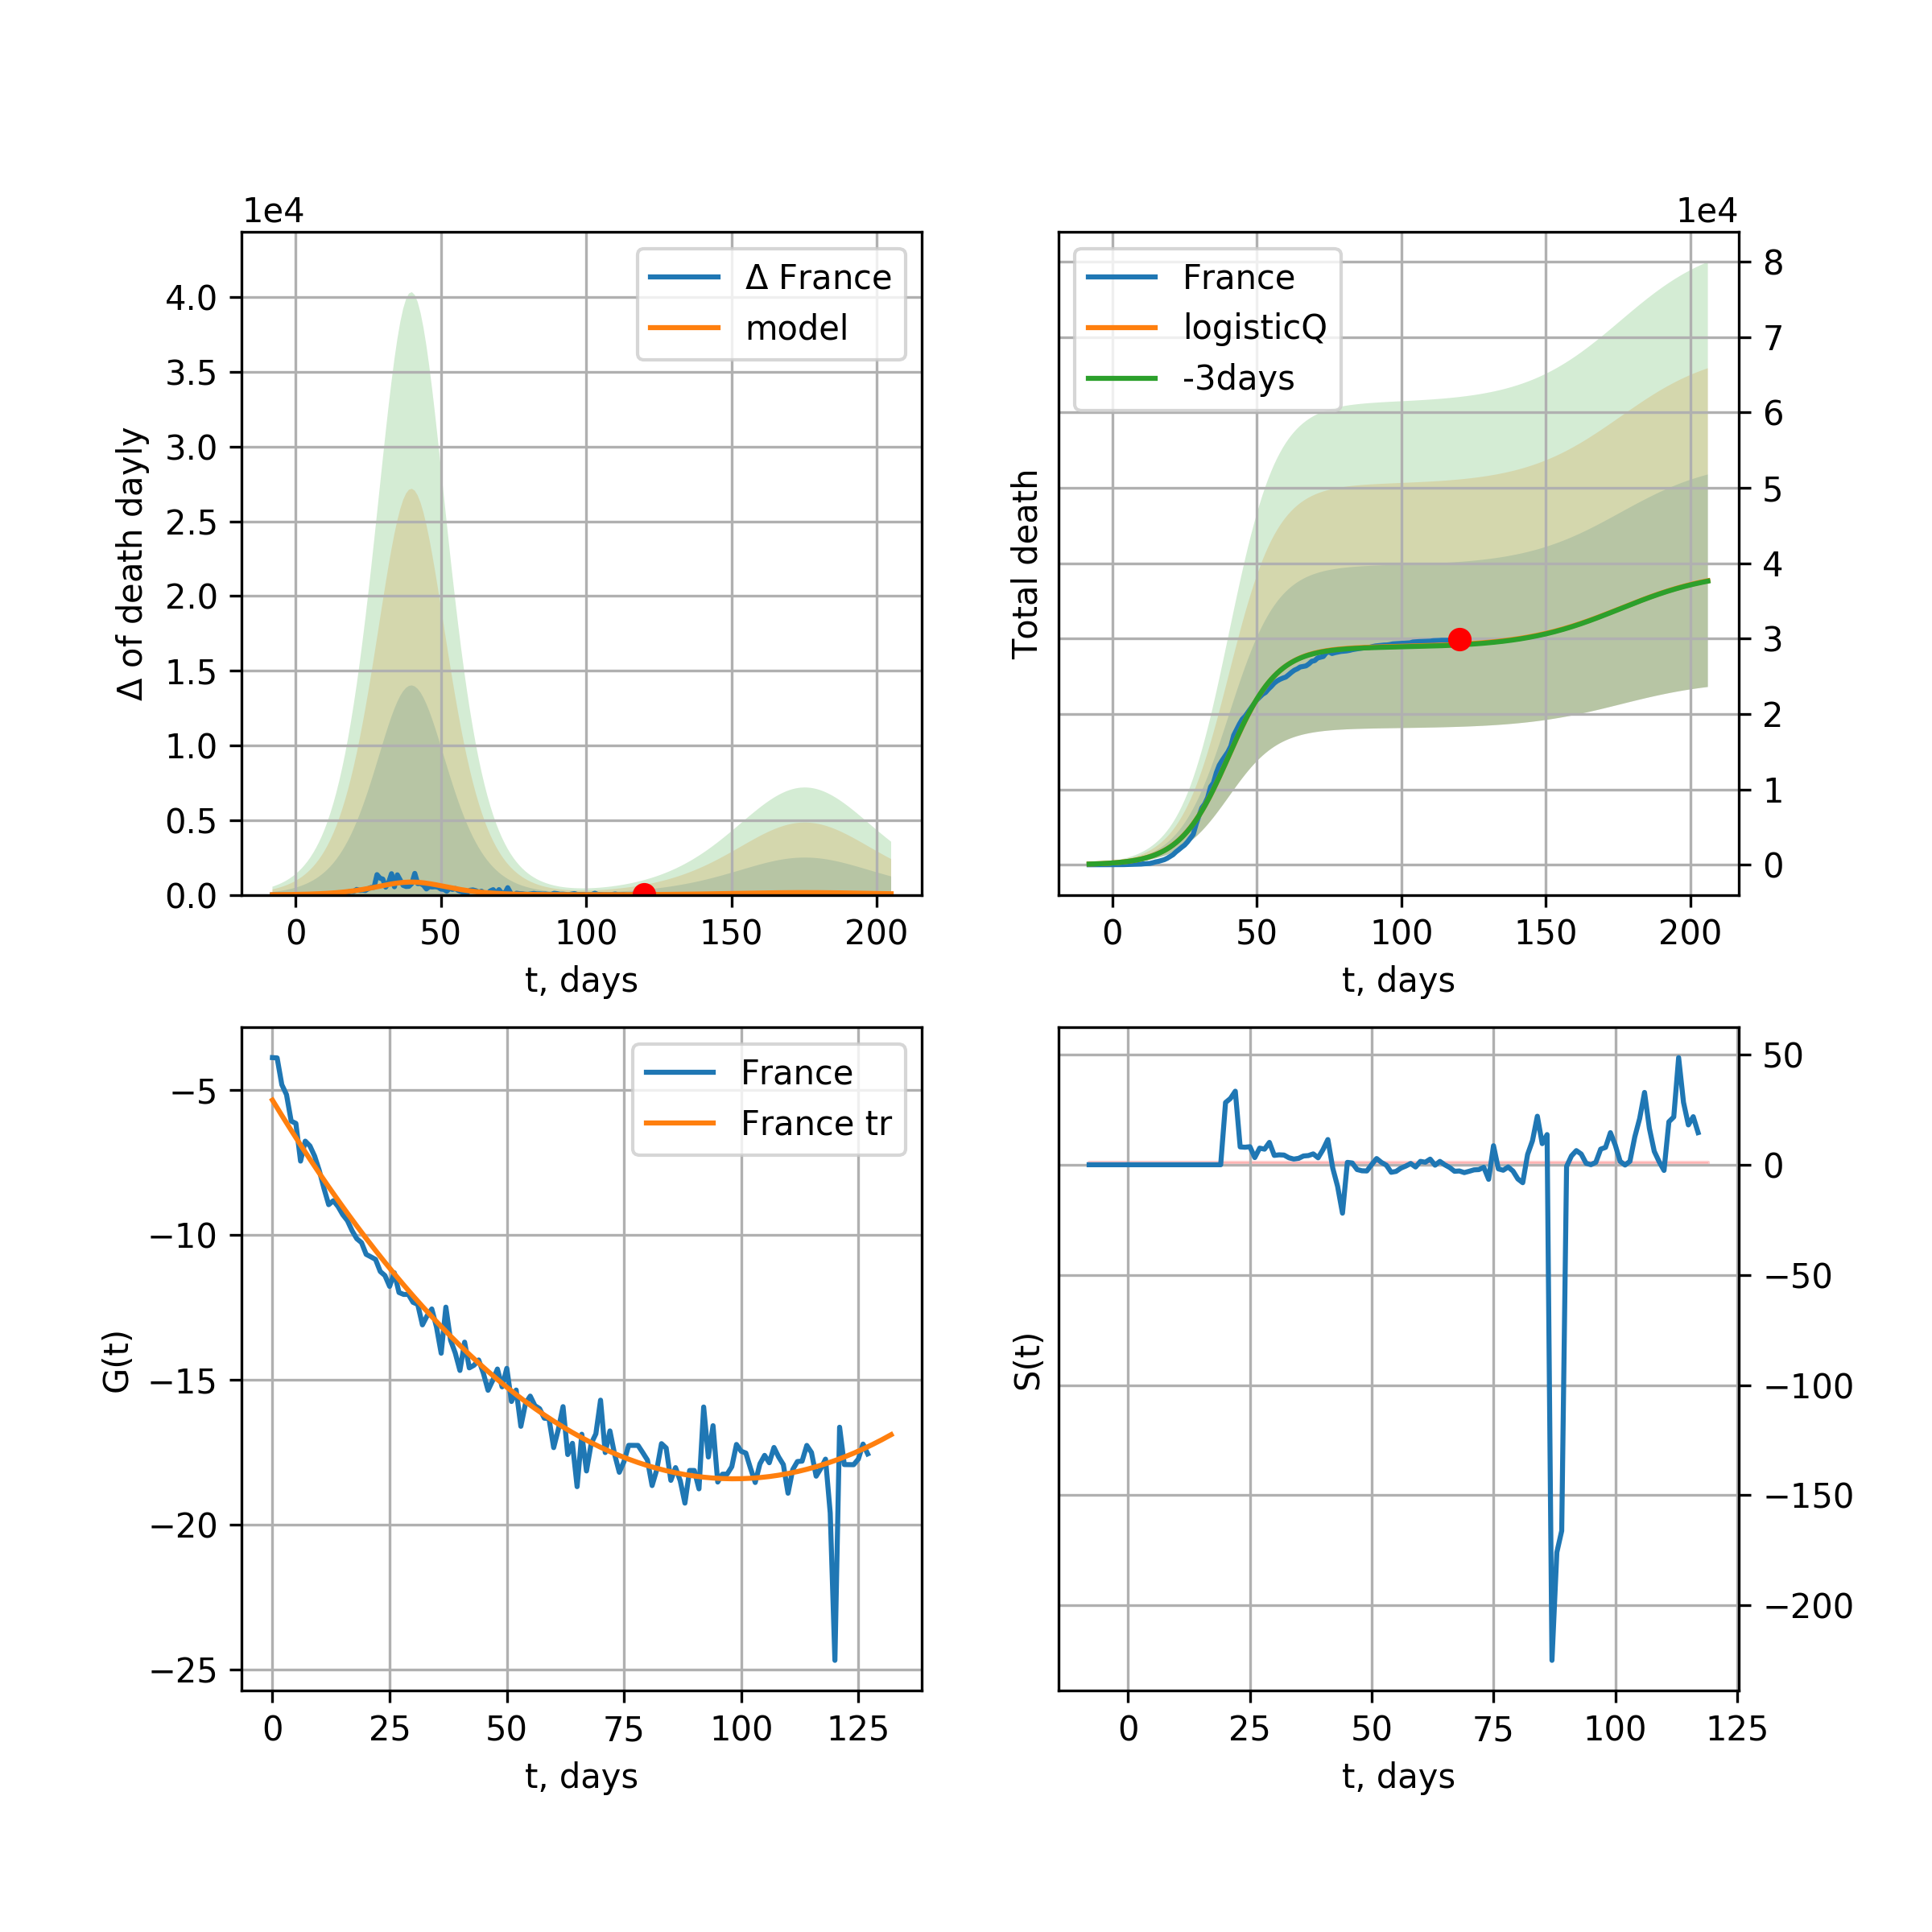 1e4
Δ of death dayly
4.0
3.5
3.0
2.5
2.0
1.5
1.0
0.5
0.0
Δ France
model
0 50 100 150 200
t, days
1e4
Total death
France
logisticQ
-3days
8
7
6
5
4
3
2
1
0
0 50 100 150 200
t, days
G(t)
−5
−10
−15
−20
−25
France
France tr
0 25 50 75 100 125
t, days
S(t)
50
0
−50
−100
−150
−200
0 25 50 75 100 125
t, days